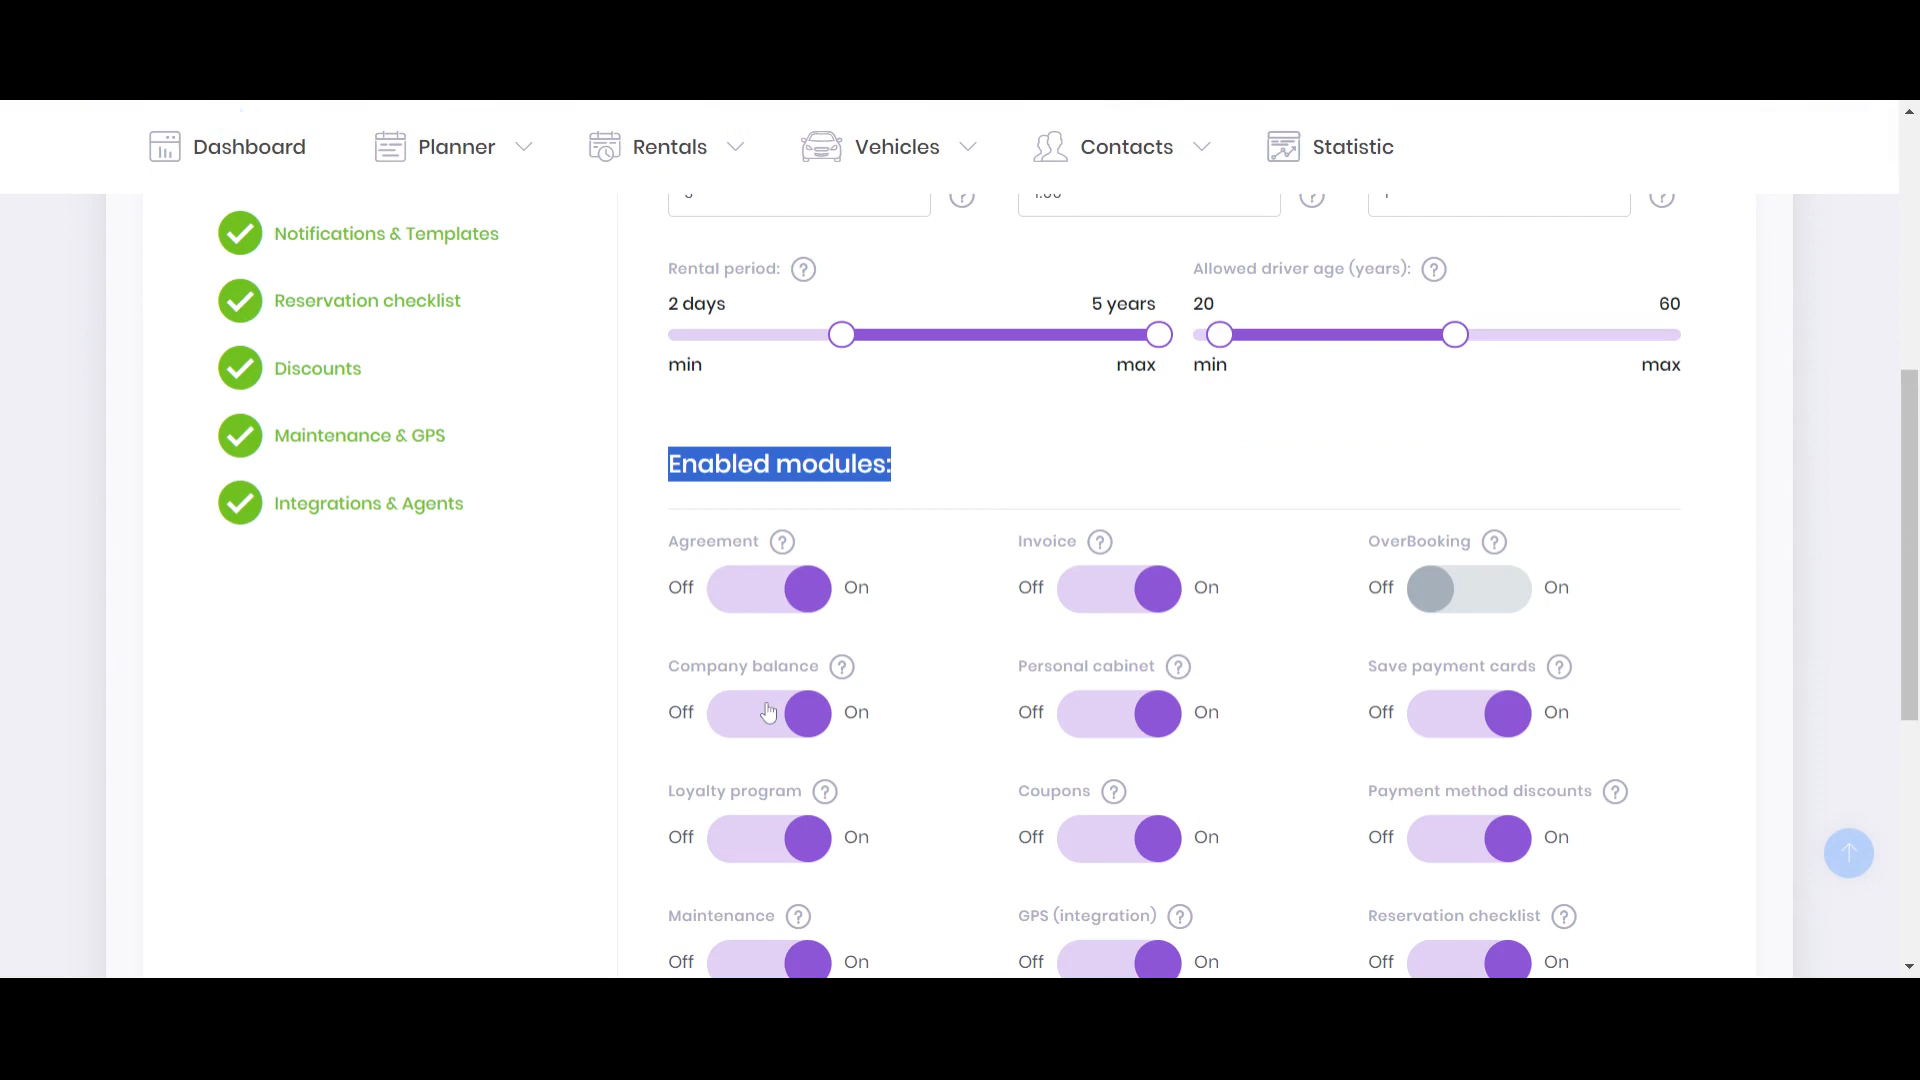 Dashboard
Planner
Rentals
Vehicles
Contacts
Statistic
Notifications & Templates
Reservation checklist
Discounts
Maintenance & GPS
Integrations & Agents
Rental period: ?
Allowed driver age (years): ?
2 days 5 years
20 60
min max
min max
Enabled modules:
Agreement ?
Invoice ?
OverBooking ?
Off On
Off On
Off On
Company balance ?
Personal cabinet ?
Save payment cards ?
Off On
Off On
Off On
Loyalty program ?
Coupons ?
Payment method discounts ?
Off On
Off On
Off On
Maintenance ?
GPS (integration) ?
Reservation checklist ?
Off On
Off On
Off On